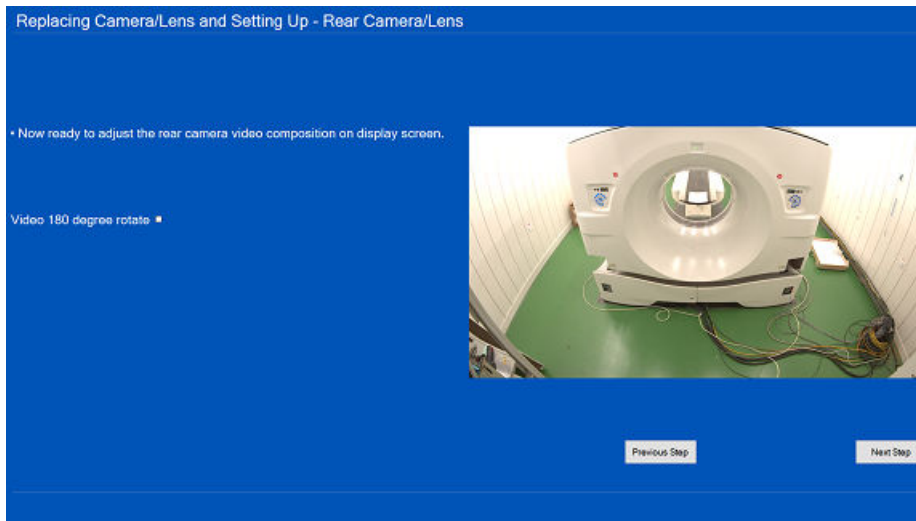 Replacing Camera/Lens and Setting Up - Rear Camera/Lens
• Now ready to adjust the rear camera video composition on display screen.
Video 180 degree rotate
Previous Step
Next Step